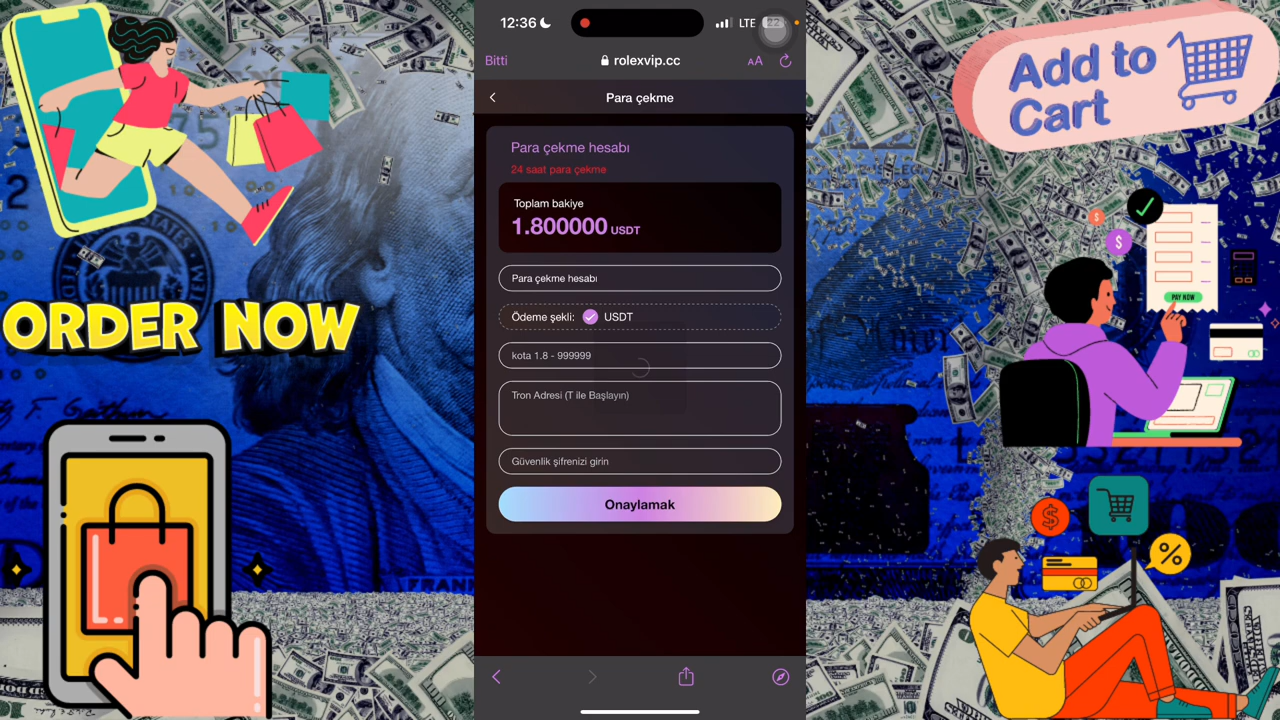 12:36
LTE
22
Bitti
rolexvip.cc
AA
Para çekme
Para çekme hesabı
24 saat para çekme
Toplam bakiye
1.800000 USDT
Para çekme hesabı
Ödeme şekli: USDT
kota 1.8 - 999999
Tron Adresi (T ile Başlayın)
Güvenlik şifrenizi girin
Onaylamak
ORDER NOW
Add to
Cart
$
$
PAY NOW
$
%
FRANK